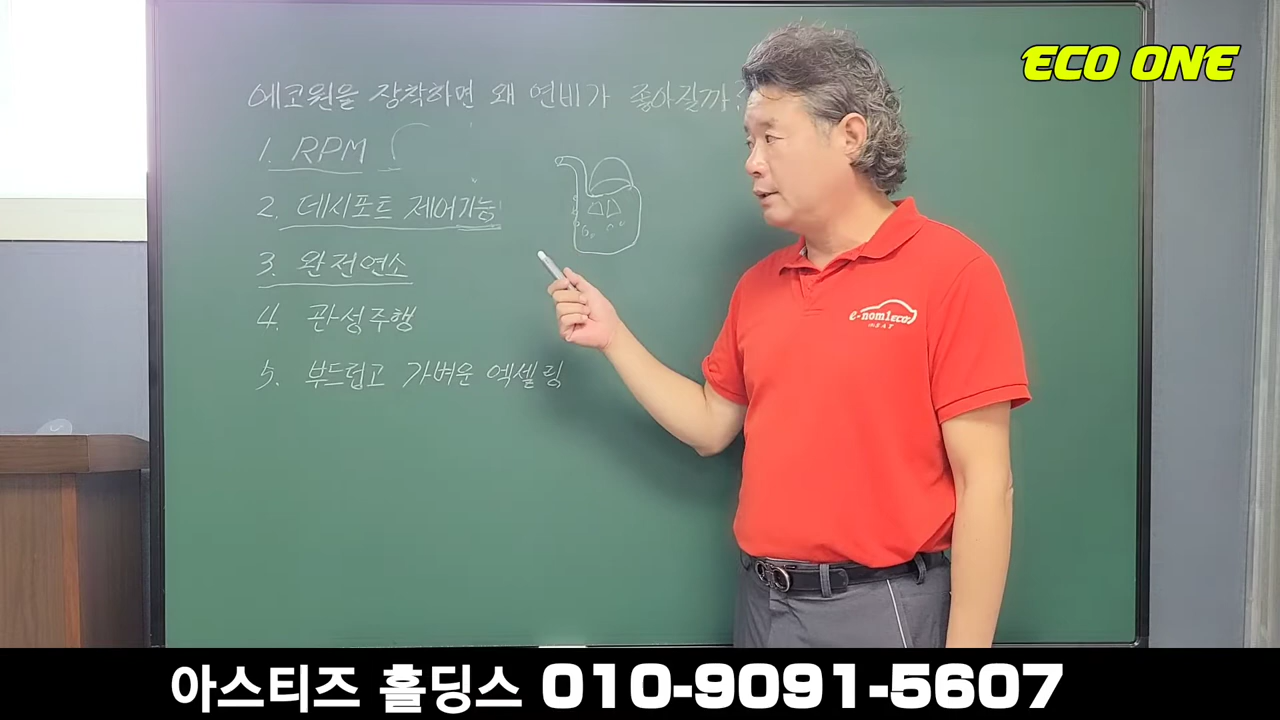 ECO ONE
에코원을 장착하면 왜 연비가 좋아질까?
1. RPM
2. 데시포트 제어기능
3. 완전연소
4. 관성주행
5. 부드럽고 가벼운 엑셀링
e-nom1eco
아스티즈 홀딩스 010-9091-5607